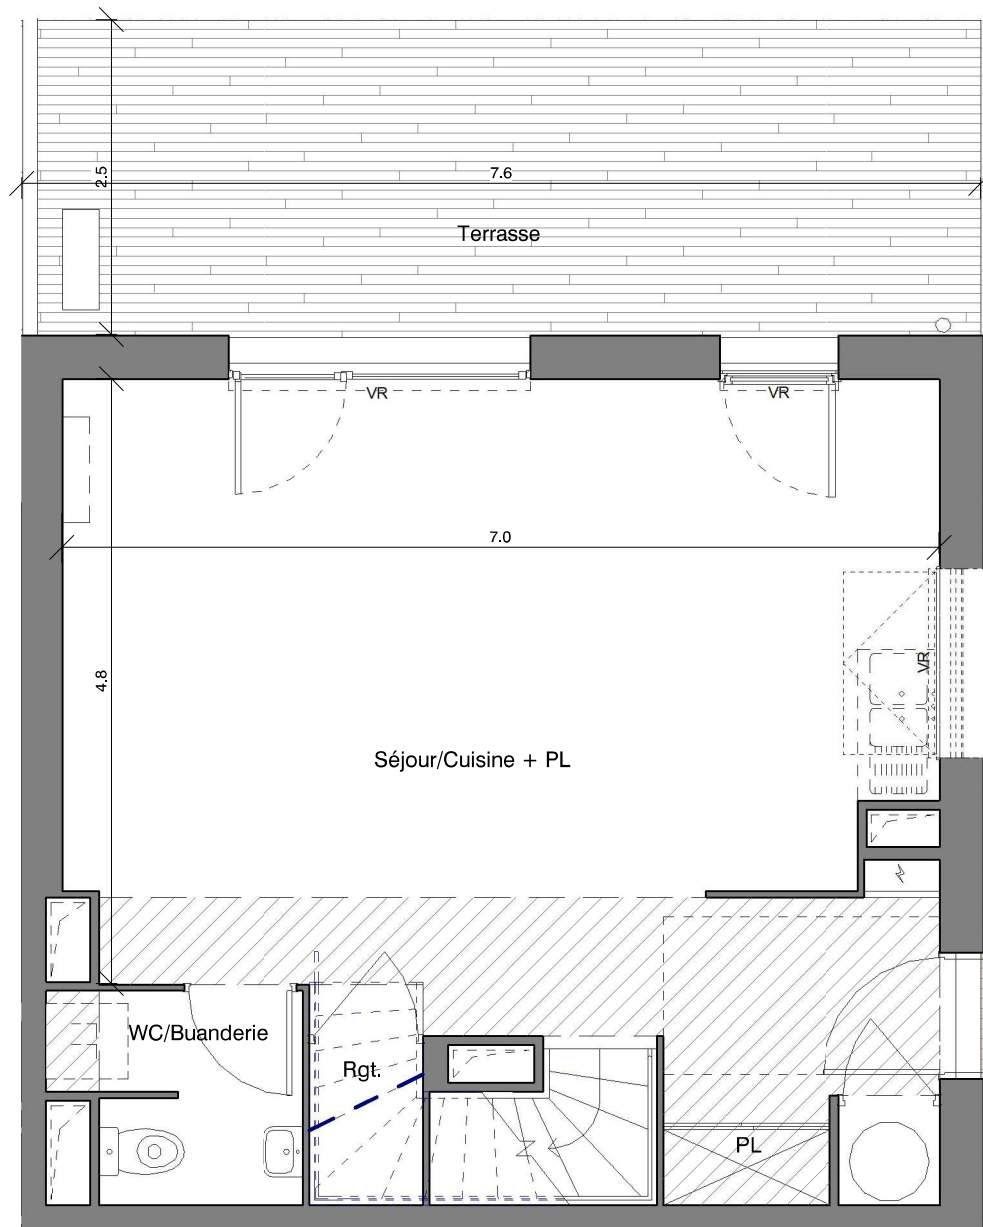 2.5
7.6
Terrasse
VR
VR
7.0
VR
4.8
Séjour/Cuisine + PL
WC/Buanderie
Rgt.
PL